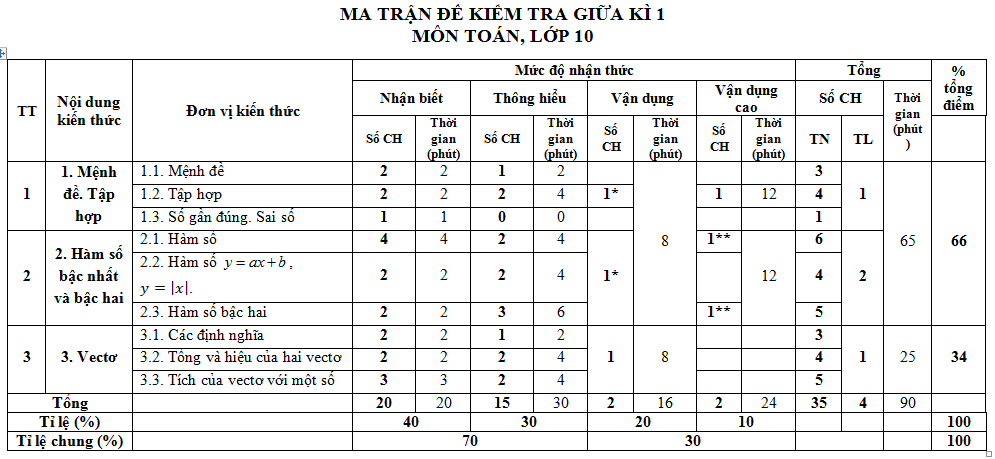 MA TRẬN ĐỀ KIỂM TRA GIỮA KÌ 1
MÔN TOÁN, LỚP 10
TT Nội dung kiến thức Đơn vị kiến thức Mức độ nhận thức Tổng % tổng điểm
Nhận biết Thông hiểu Vận dụng Vận dụng cao Số CH Thời gian (phút)
Số CH Thời gian (phút) Số CH Thời gian (phút) Số CH Thời gian (phút) Số CH Thời gian (phút) TN TL
1 1. Mệnh đề. Tập hợp 1.1. Mệnh đề 2 2 1 2 1* 8 3 1 65 66
1.2. Tập hợp 2 2 2 4 1 12 4
1.3. Số gần đúng. Sai số 1 1 0 0 1
2 2. Hàm số bậc nhất và bậc hai 2.1. Hàm số 4 4 2 4 1* 1** 12 6 2
2.2. Hàm số y = ax+b , y = |x|. 2 2 2 4 4
2.3. Hàm số bậc hai 2 2 3 6 1** 5
3 3. Vectơ 3.1. Các định nghĩa 2 2 1 2 1 8 3 1 25 34
3.2. Tổng và hiệu của hai vectơ 2 2 2 4 4
3.3. Tích của vectơ với một số 3 3 2 4 5
Tổng 20 20 15 30 2 16 2 24 35 4 90
Tỉ lệ (%) 40 30 20 10 100
Tỉ lệ chung (%) 70 30 100